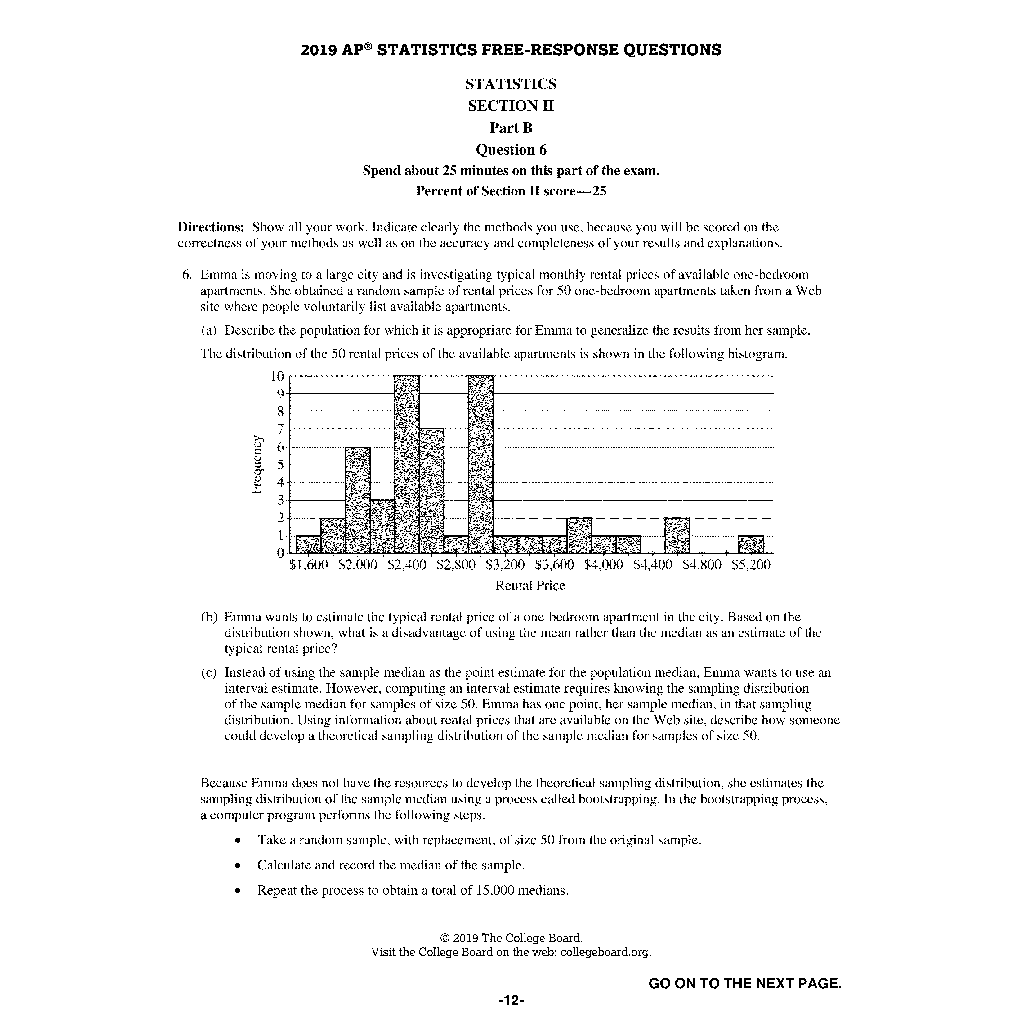 2019 AP® STATISTICS FREE-RESPONSE QUESTIONS
STATISTICS
SECTION II
Part B
Question 6
Spend about 25 minutes on this part of the exam.
Percent of Section II score—25
Directions: Show all your work. Indicate clearly the methods you use, because you will be scored on the
correctness of your methods as well as on the accuracy and completeness of your results and explanations.
6. Emma is moving to a large city and is investigating typical monthly rental prices of available one-bedroom
apartments. She obtained a random sample of rental prices for 50 one-bedroom apartments taken from a Web
site where people voluntarily list available apartments.
(a) Describe the population for which it is appropriate for Emma to generalize the results from her sample.
The distribution of the 50 rental prices of the available apartments is shown in the following histogram.
10
9
8
7
6
5
4
3
2
1
0
Frequency
$1,600 $2,000 $2,400 $2,800 $3,200 $3,600 $4,000 $4,400 $4,800 $5,200
Rental Price
(b) Emma wants to estimate the typical rental price of a one-bedroom apartment in the city. Based on the
distribution shown, what is a disadvantage of using the mean rather than the median as an estimate of the
typical rental price?
(c) Instead of using the sample median as the point estimate for the population median, Emma wants to use an
interval estimate. However, computing an interval estimate requires knowing the sampling distribution
of the sample median for samples of size 50. Emma has one point, her sample median, in that sampling
distribution. Using information about rental prices that are available on the Web site, describe how someone
could develop a theoretical sampling distribution of the sample median for samples of size 50.
Because Emma does not have the resources to develop the theoretical sampling distribution, she estimates the
sampling distribution of the sample median using a process called bootstrapping. In the bootstrapping process,
a computer program performs the following steps.
• Take a random sample, with replacement, of size 50 from the original sample.
• Calculate and record the median of the sample.
• Repeat the process to obtain a total of 15,000 medians.
© 2019 The College Board.
Visit the College Board on the web: collegeboard.org.
GO ON TO THE NEXT PAGE.
-12-